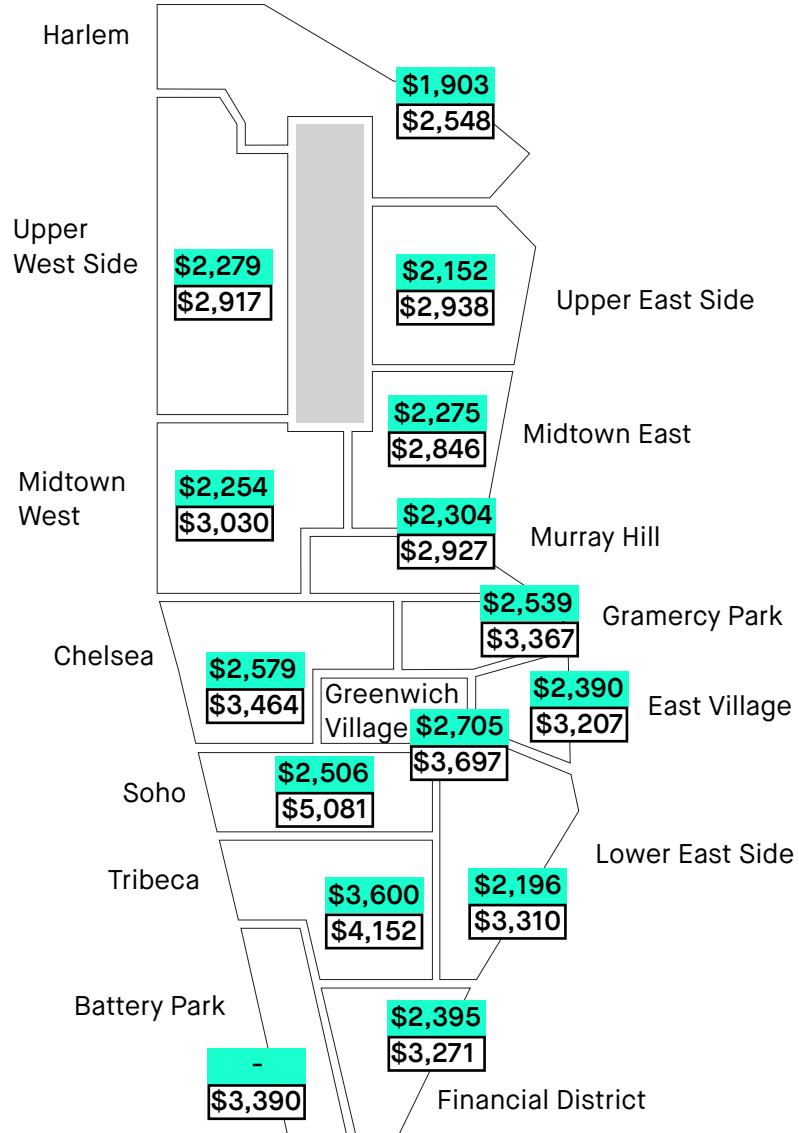 Harlem
$1,903
$2,548
Upper
West Side
$2,279
$2,917
$2,152
$2,938
Upper East Side
$2,275
$2,846
Midtown East
Midtown
West
$2,254
$3,030
$2,304
$2,927
Murray Hill
$2,539
$3,367
Gramercy Park
Chelsea
$2,579
$3,464
Greenwich
Village
$2,705
$3,697
$2,390
$3,207
East Village
Soho
$2,506
$5,081
Lower East Side
$2,196
$3,310
Tribeca
$3,600
$4,152
Battery Park
-
$3,390
$2,395
$3,271
Financial District